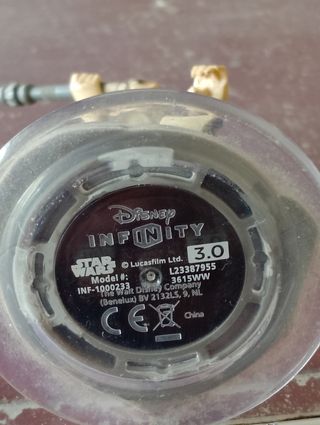 Disney
INFINITY
3.0
STAR
WARS
© Lucasfilm Ltd.
Model #:
INF-1000233
L23387955
3615WW
The Walt Disney Company
(Benelux) BV 2132LS, 9, NL
CE
China